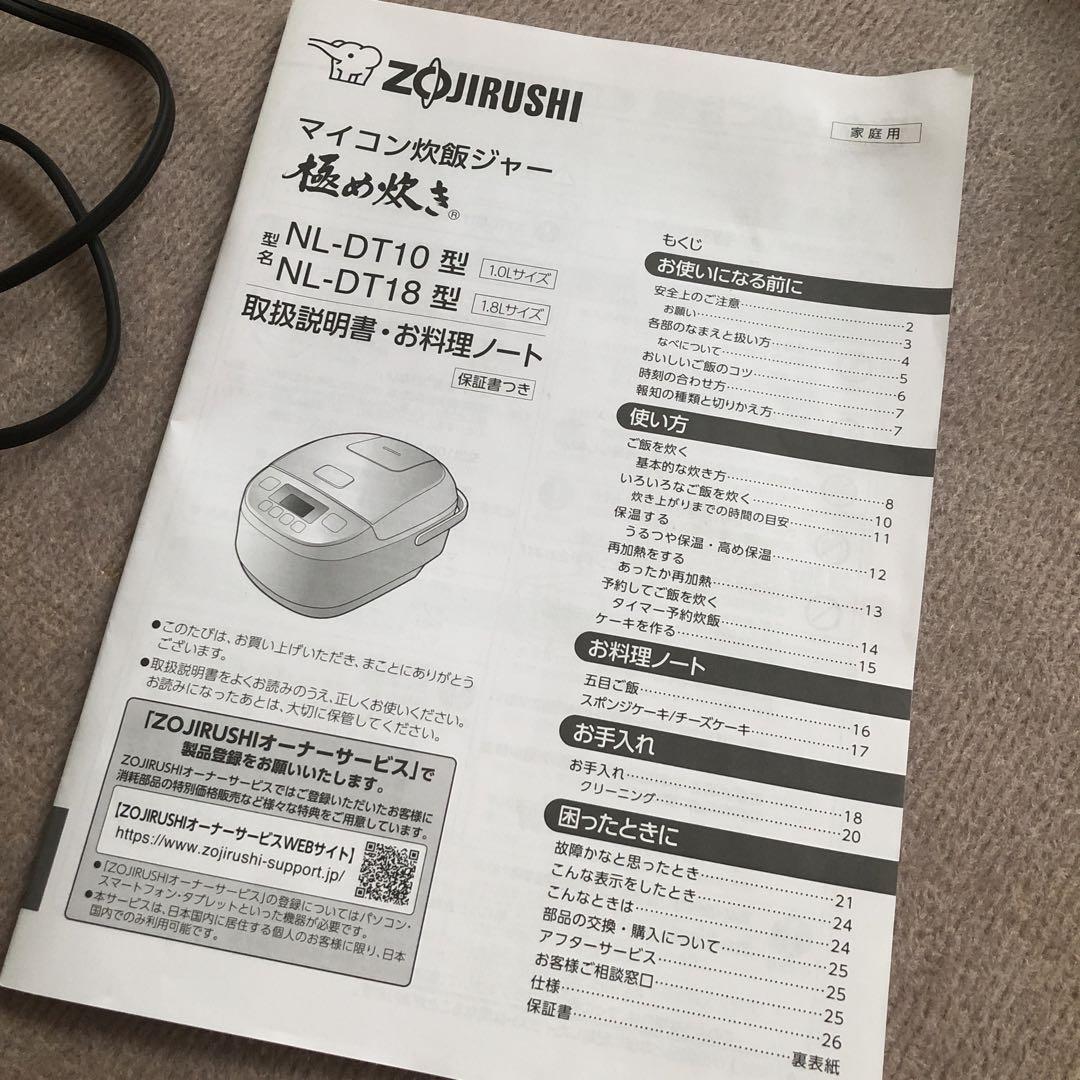 ZOJIRUSHI
家庭用
マイコン炊飯ジャー
極め炊き®
型名
NL-DT10 型 1.0Lサイズ
NL-DT18 型 1.8Lサイズ
取扱説明書・お料理ノート
保証書つき
●このたびは、お買い上げいただき、まことにありがとう
ございます。
●取扱説明書をよくお読みのうえ、正しくお使いください。
お読みになったあとは、大切に保管してください。
「ZOJIRUSHIオーナーサービス」で
製品登録をお願いいたします。
ZOJIRUSHIオーナーサービスではご登録いただいたお客様に
消耗部品の特別価格販売など様々な特典をご用意しています。
【ZOJIRUSHIオーナーサービスWEBサイト】
https://www.zojirushi-support.jp/
●「ZOJIRUSHIオーナーサービス」の登録についてはパソコン・
スマートフォン・タブレットといった機器が必要です。
●本サービスは、日本国内に居住する個人のお客様に限り、日本
国内でのみ利用可能です。
もくじ
お使いになる前に
安全上のご注意……2
お願い……3
各部のなまえと扱い方……4
なべについて……5
おいしいご飯のコツ……6
時刻の合わせ方……7
報知の種類と切りかえ方……7
使い方
ご飯を炊く
基本的な炊き方……8
いろいろなご飯を炊く……10
炊き上がりまでの時間の目安……11
保温する
うるつや保温・高め保温……12
再加熱をする
あったか再加熱……13
予約してご飯を炊く
タイマー予約炊飯……14
ケーキを作る……15
お料理ノート
五目ご飯……16
スポンジケーキ/チーズケーキ……17
お手入れ
お手入れ……18
クリーニング……20
困ったときに
故障かなと思ったとき……21
こんな表示をしたとき……24
こんなときは……24
部品の交換・購入について……25
アフターサービス……25
お客様ご相談窓口……25
仕様……26
保証書……裏表紙